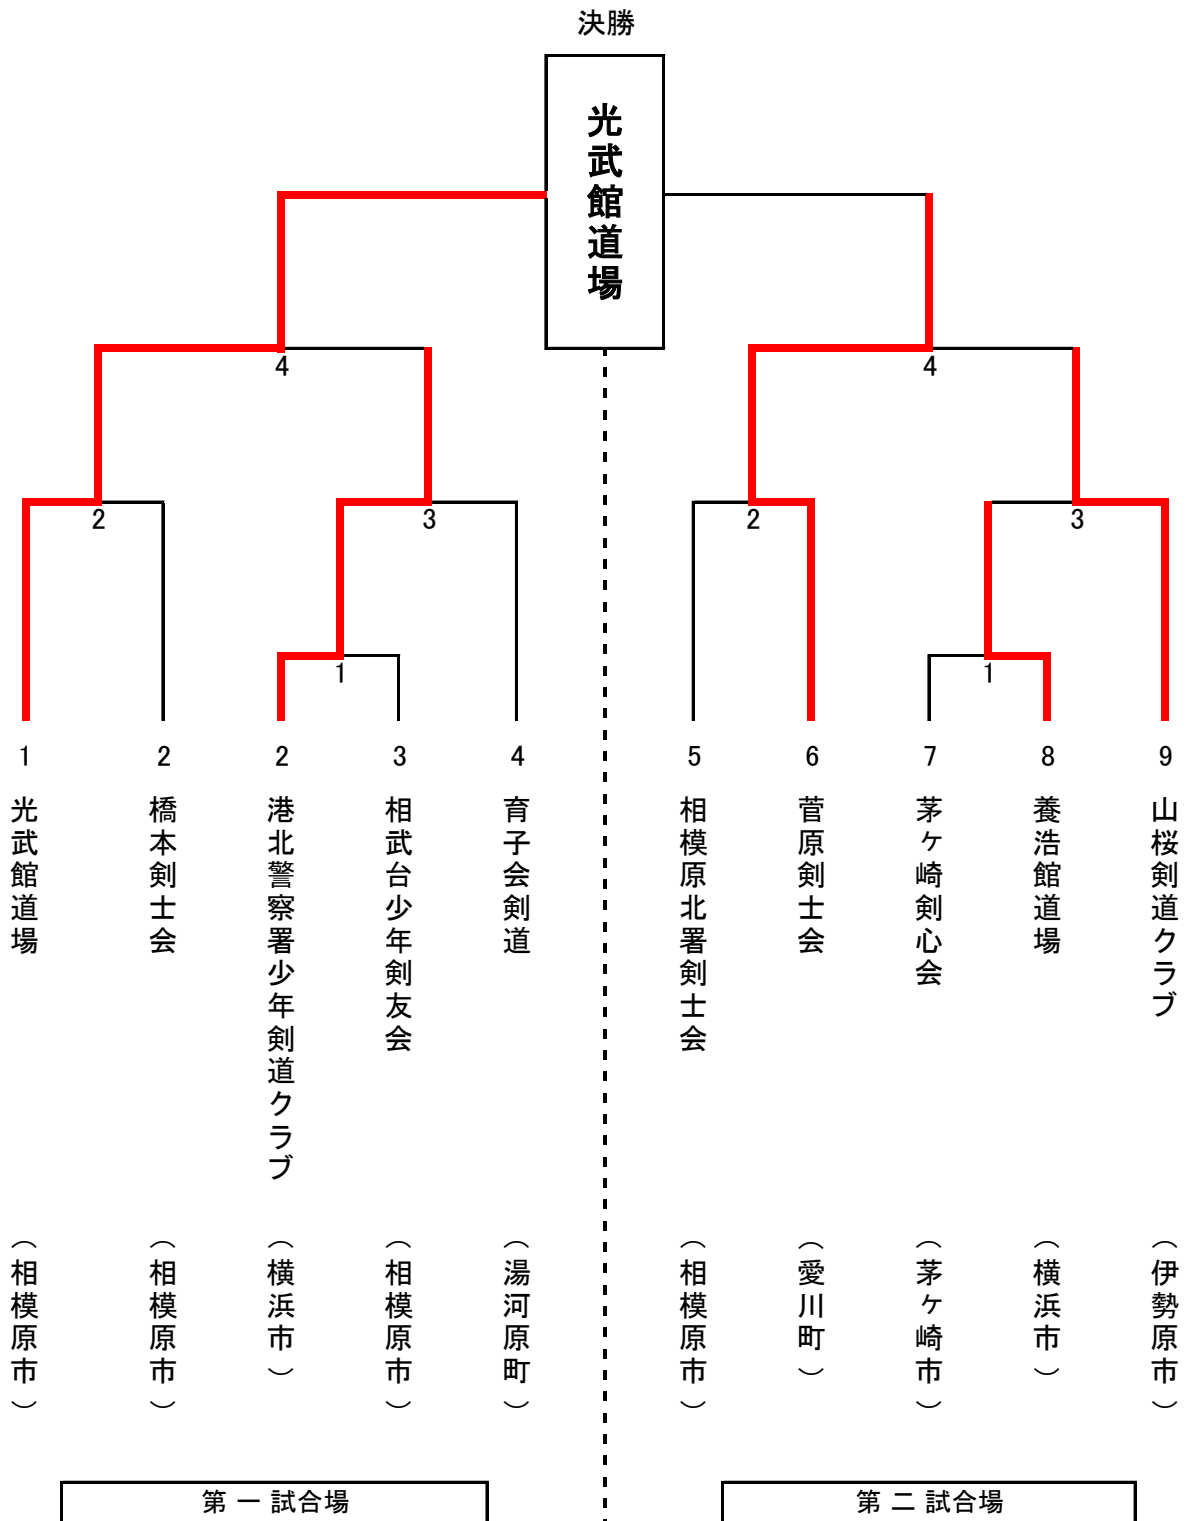 決勝
光武館道場
4
4
2
3
2
3
1
1
1
2
2
3
4
5
6
7
8
9
光武館道場
橋本剣士会
港北警察署少年剣道クラブ
相武台少年剣友会
育子会剣道
相模原北署剣士会
菅原剣士会
茅ヶ崎剣心会
養浩館道場
山桜剣道クラブ
（相模原市）
（相模原市）
（横浜市）
（相模原市）
（湯河原町）
（相模原市）
（愛川町）
（茅ヶ崎市）
（横浜市）
（伊勢原市）
第 一 試合場
第 二 試合場